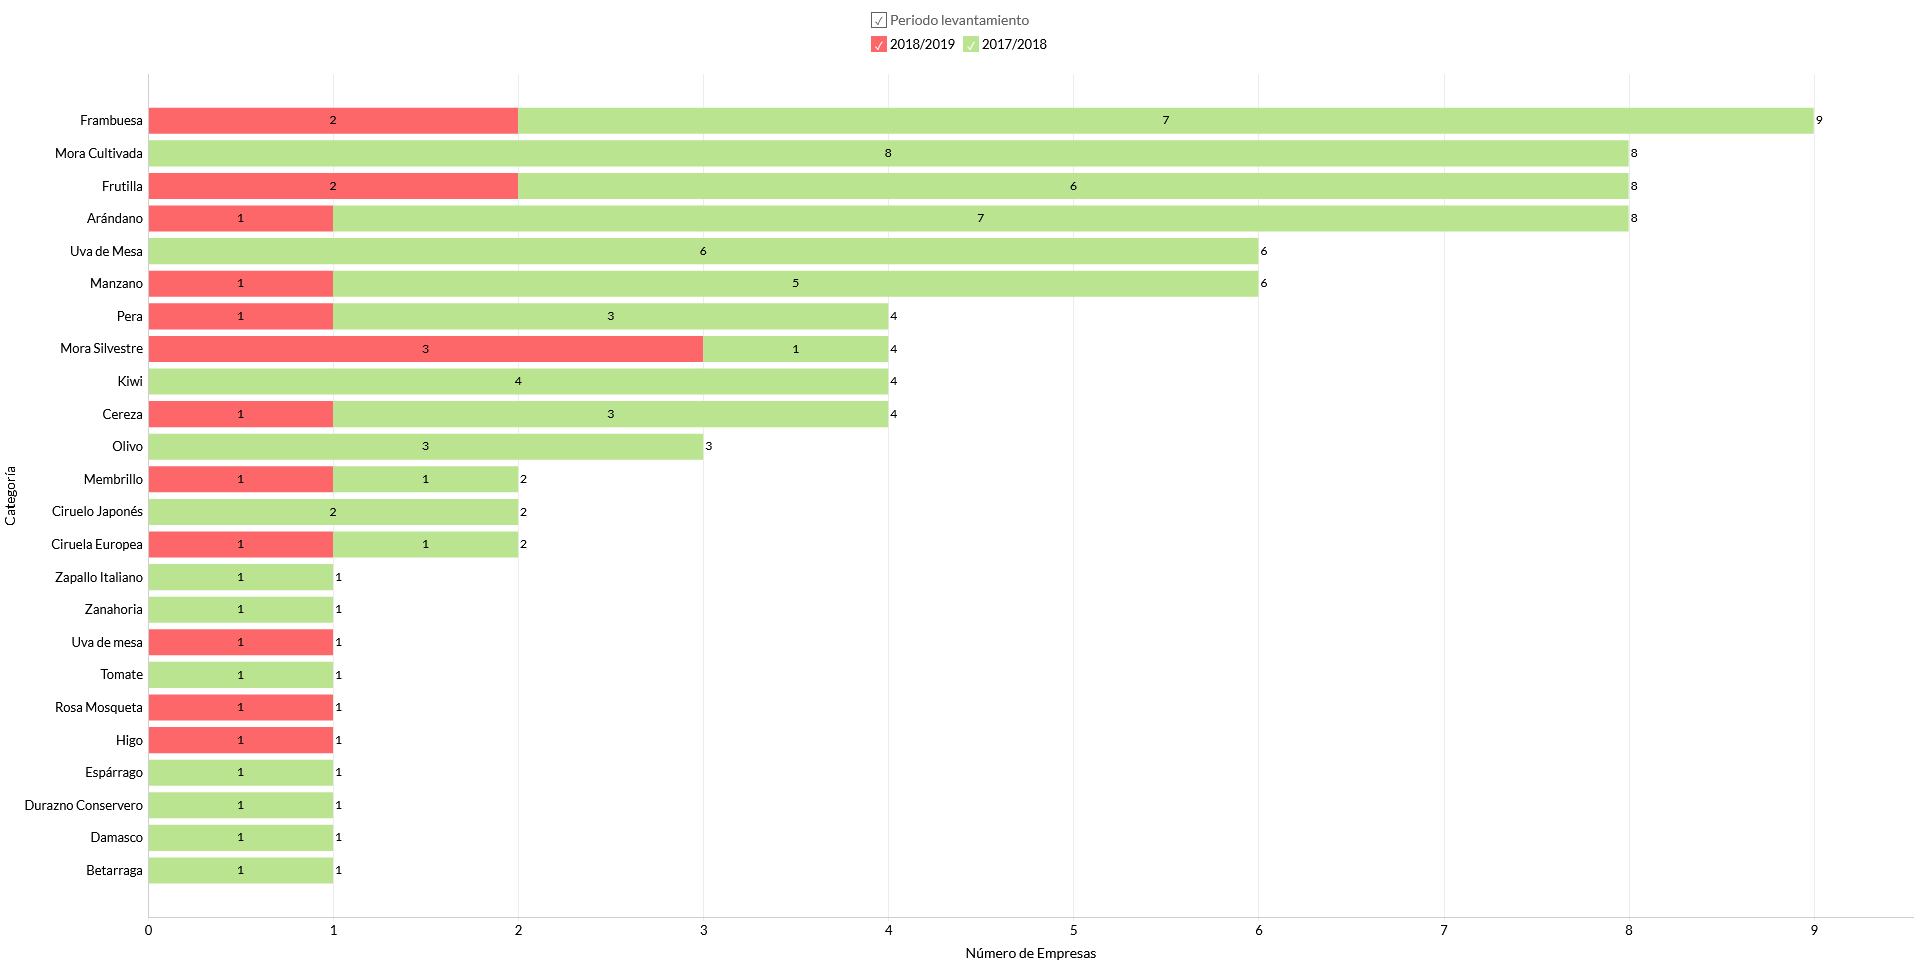 Periodo levantamiento
2018/2019 2017/2018
Categoría
Frambuesa 2 7 9
Mora Cultivada 8 8
Frutilla 2 6 8
Arándano 1 7 8
Uva de Mesa 6 6
Manzano 1 5 6
Pera 1 3 4
Mora Silvestre 3 1 4
Kiwi 4 4
Cereza 1 3 4
Olivo 3 3
Membrillo 1 1 2
Ciruelo Japonés 2 2
Ciruela Europea 1 1 2
Zapallo Italiano 1 1
Zanahoria 1 1
Uva de mesa 1 1
Tomate 1 1
Rosa Mosqueta 1 1
Higo 1 1
Espárrago 1 1
Durazno Conservero 1 1
Damasco 1 1
Betarraga 1 1
0 1 2 3 4 5 6 7 8 9
Número de Empresas